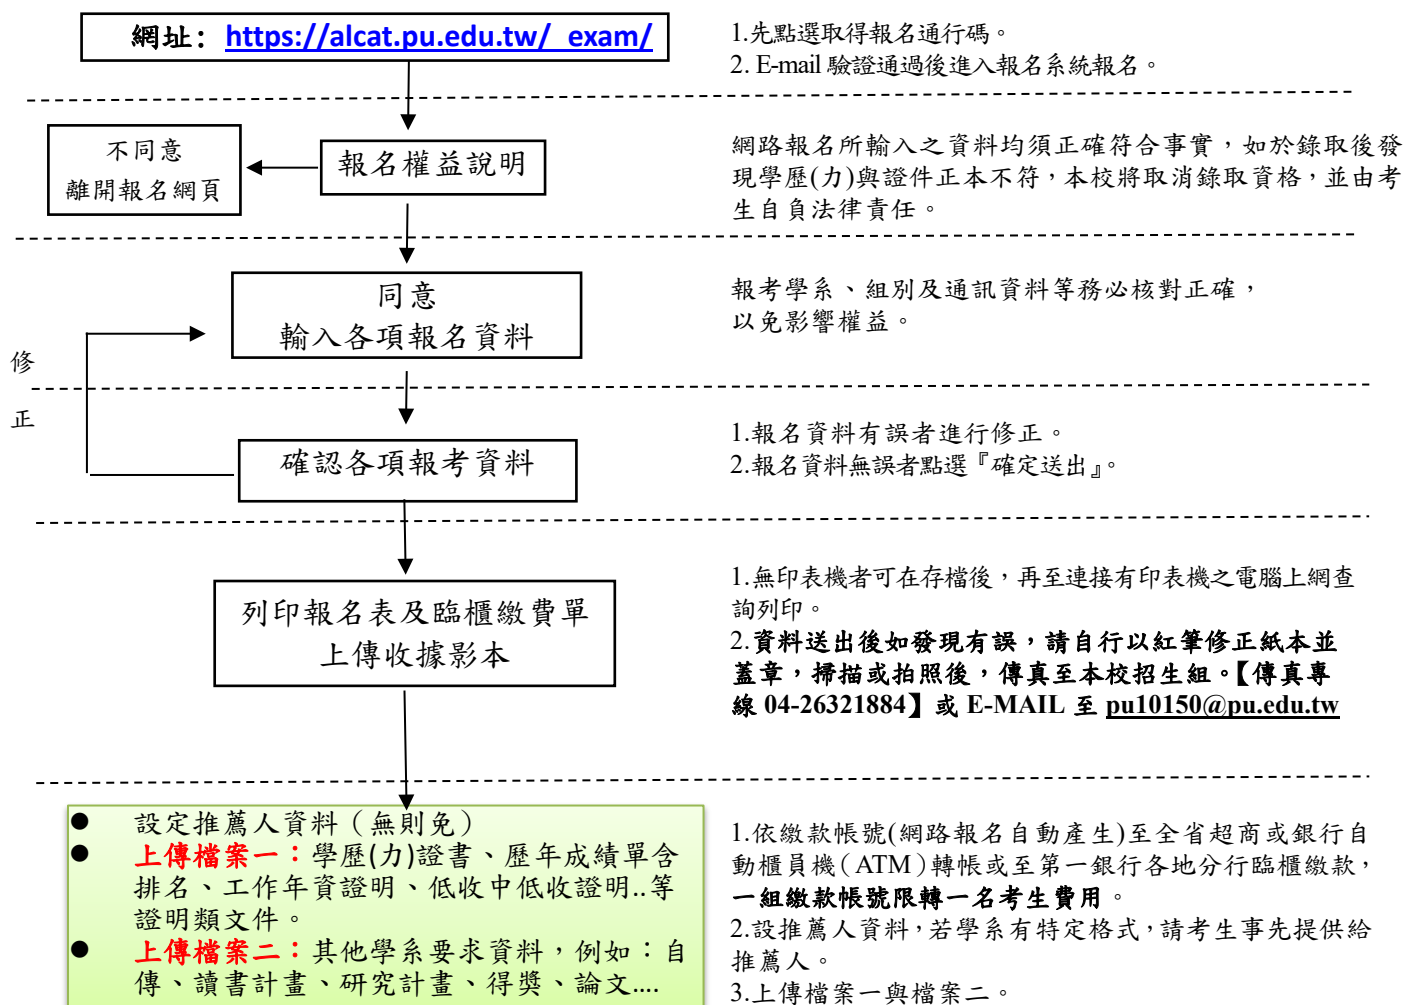 網址: https://alcat.pu.edu.tw/_exam/
1.先點選取得報名通行碼。
2. E-mail 驗證通過後進入報名系統報名。
不同意
離開報名網頁
報名權益說明
網路報名所輸入之資料均須正確符合事實，如於錄取後發
現學歷(力)與證件正本不符，本校將取消錄取資格，並由考
生自負法律責任。
同意
輸入各項報名資料
報考學系、組別及通訊資料等務必核對正確，
以免影響權益。
修
正
確認各項報考資料
1.報名資料有誤者進行修正。
2.報名資料無誤者點選『確定送出』。
列印報名表及臨櫃繳費單
上傳收據影本
1.無印表機者可在存檔後，再至連接有印表機之電腦上網查
詢列印。
2.資料送出後如發現有誤，請自行以紅筆修正紙本並
蓋章，掃描或拍照後，傳真至本校招生組。【傳真專
線 04-26321884】或 E-MAIL 至 pu10150@pu.edu.tw
● 設定推薦人資料（無則免）
● 上傳檔案一：學歷(力)證書、歷年成績單含
排名、工作年資證明、低收中低收證明..等
證明類文件。
● 上傳檔案二：其他學系要求資料，例如：自
傳、讀書計畫、研究計畫、得獎、論文....
1.依繳款帳號(網路報名自動產生)至全省超商或銀行自
動櫃員機（ATM）轉帳或至第一銀行各地分行臨櫃繳款，
一組繳款帳號限轉一名考生費用。
2.設推薦人資料，若學系有特定格式，請考生事先提供給
推薦人。
3.上傳檔案一與檔案二。